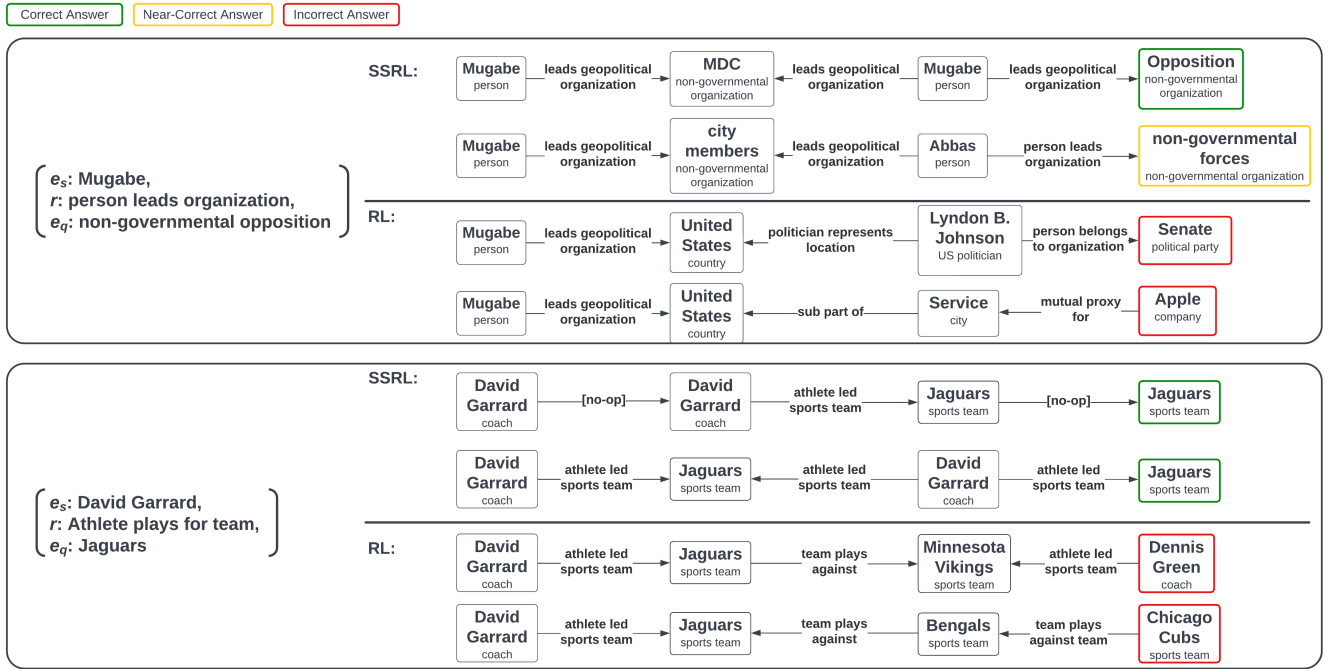 Correct Answer
Near-Correct Answer
Incorrect Answer
e_s: Mugabe,
r: person leads organization,
e_q: non-governmental opposition
SSRL:
Mugabe
person
leads geopolitical
organization
MDC
non-governmental
organization
leads geopolitical
organization
Mugabe
person
leads geopolitical
organization
Opposition
non-governmental
organization
Mugabe
person
leads geopolitical
organization
city
members
non-governmental
organization
leads geopolitical
organization
Abbas
person
person leads
organization
non-governmental
forces
non-governmental organization
RL:
Mugabe
person
leads geopolitical
organization
United
States
country
politician represents
location
Lyndon B.
Johnson
US politician
person belongs
to organization
Senate
political party
Mugabe
person
leads geopolitical
organization
United
States
country
sub part of
Service
city
mutual proxy
for
Apple
company
e_s: David Garrard,
r: Athlete plays for team,
e_q: Jaguars
SSRL:
David
Garrard
coach
[no-op]
David
Garrard
coach
athlete led
sports team
Jaguars
sports team
[no-op]
Jaguars
sports team
David
Garrard
coach
athlete led
sports team
Jaguars
sports team
athlete led
sports team
David
Garrard
coach
athlete led
sports team
Jaguars
sports team
RL:
David
Garrard
coach
athlete led
sports team
Jaguars
sports team
team plays
against
Minnesota
Vikings
sports team
athlete led
sports team
Dennis
Green
coach
David
Garrard
coach
athlete led
sports team
Jaguars
sports team
team plays
against
Bengals
sports team
team plays
against team
Chicago
Cubs
sports team